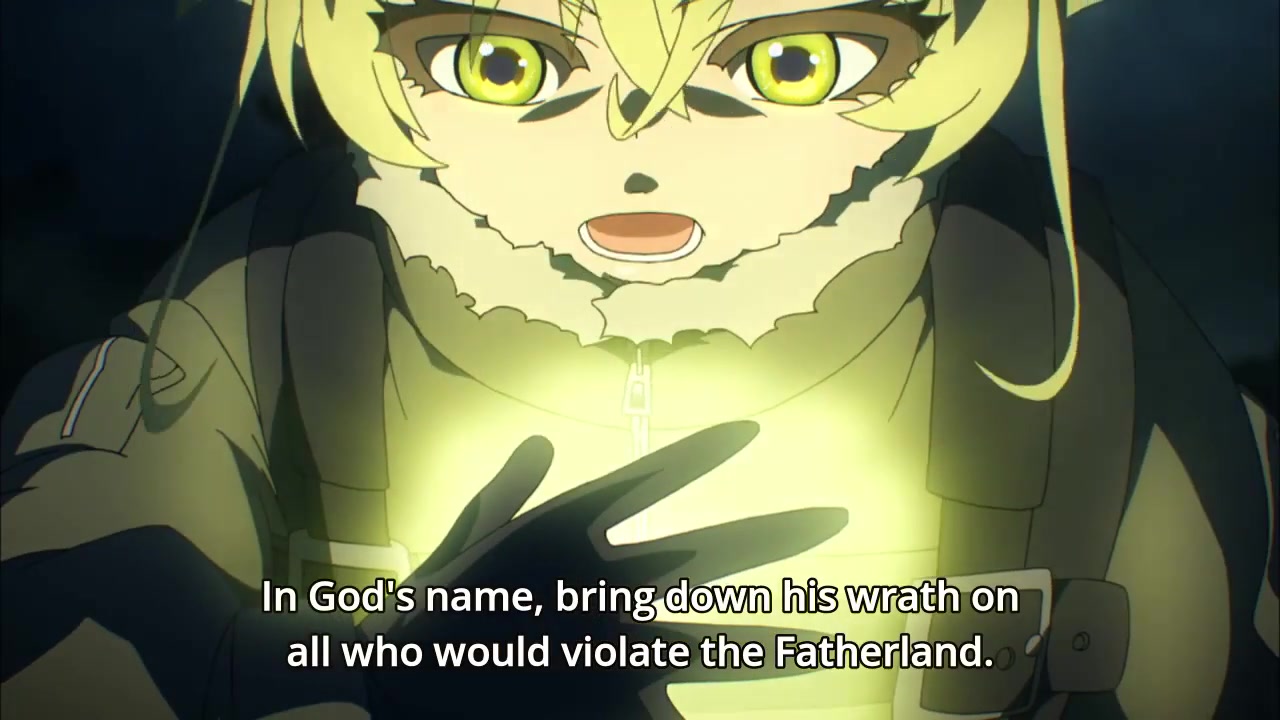 In God's name, bring down his wrath on
all who would violate the Fatherland.